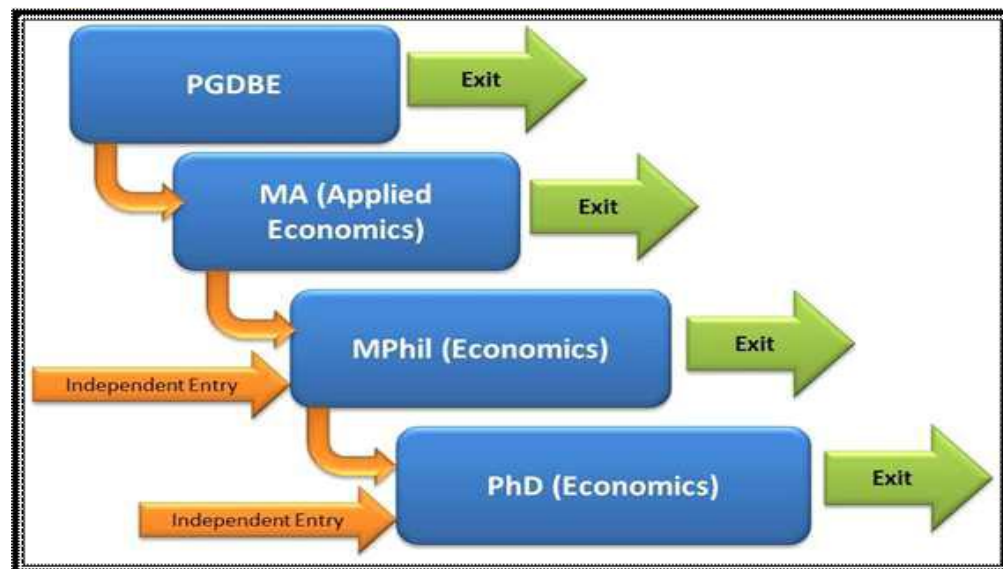 PGDBE
Exit
MA (Applied
Economics)
Exit
MPhil (Economics)
Exit
Independent Entry
PhD (Economics)
Exit
Independent Entry